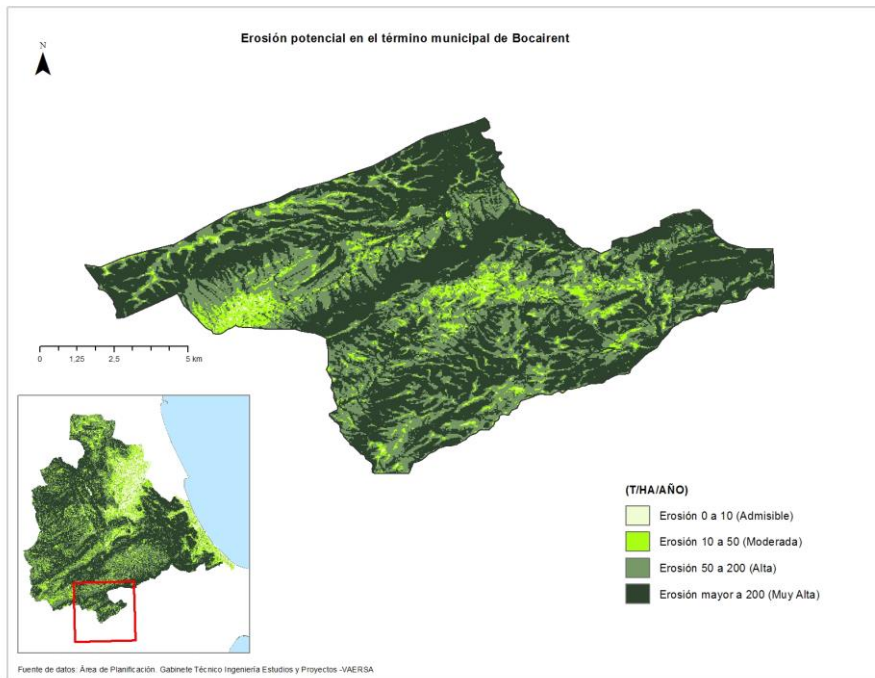 Erosión potencial en el término municipal de Bocairent
N
0 1,25 2,5 5 km
(T/HA/AÑO)
Erosión 0 a 10 (Admisible)
Erosión 10 a 50 (Moderada)
Erosión 50 a 200 (Alta)
Erosión mayor a 200 (Muy Alta)
Fuente de datos: Área de Planificación. Gabinete Técnico Ingeniería Estudios y Proyectos -VAERSA